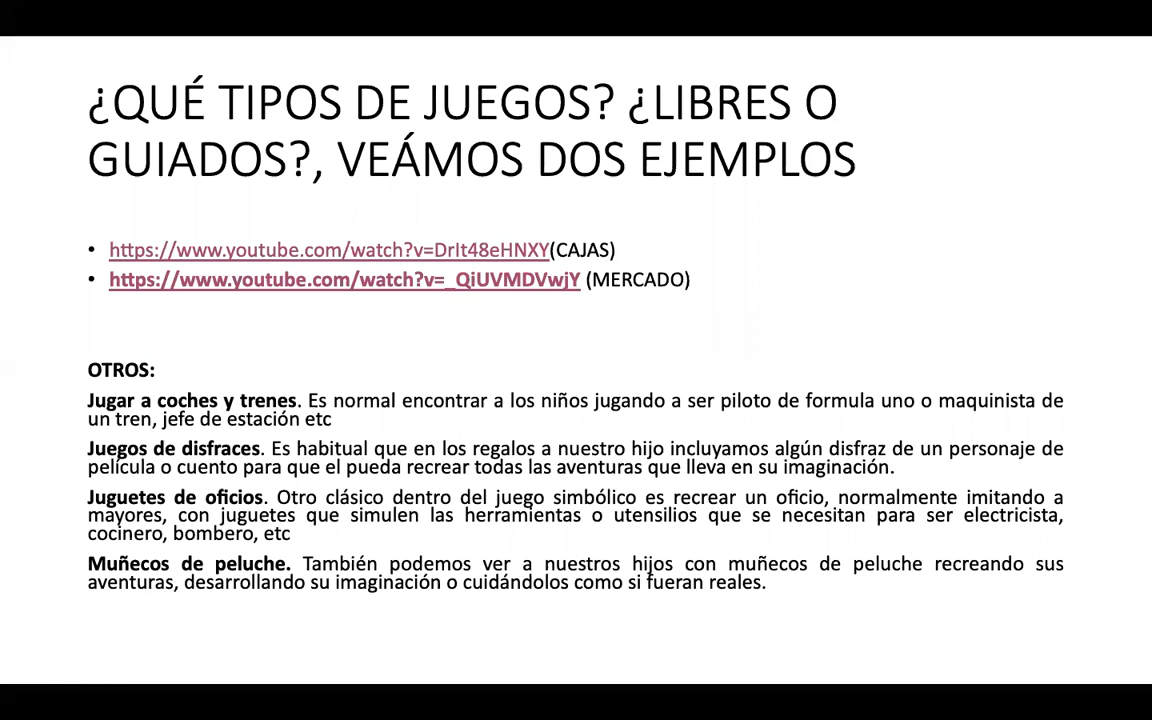 ¿QUÉ TIPOS DE JUEGOS? ¿LIBRES O
GUIADOS?, VEÁMOS DOS EJEMPLOS
• https://www.youtube.com/watch?v=DrIt48eHNXY(CAJAS)
• https://www.youtube.com/watch?v=_QiUVMDVwjY (MERCADO)
OTROS:
Jugar a coches y trenes. Es normal encontrar a los niños jugando a ser piloto de formula uno o maquinista de
un tren, jefe de estación etc
Juegos de disfraces. Es habitual que en los regalos a nuestro hijo incluyamos algún disfraz de un personaje de
película o cuento para que el pueda recrear todas las aventuras que lleva en su imaginación.
Juguetes de oficios. Otro clásico dentro del juego simbólico es recrear un oficio, normalmente imitando a
mayores, con juguetes que simulen las herramientas o utensilios que se necesitan para ser electricista,
cocinero, bombero, etc
Muñecos de peluche. También podemos ver a nuestros hijos con muñecos de peluche recreando sus
aventuras, desarrollando su imaginación o cuidándolos como si fueran reales.